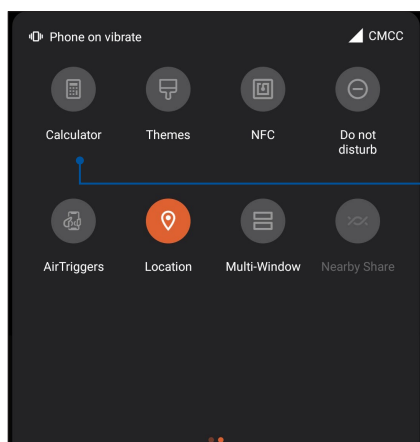 Phone on vibrate CMCC
Calculator Themes NFC Do not
disturb
AirTriggers Location Multi-Window Nearby Share